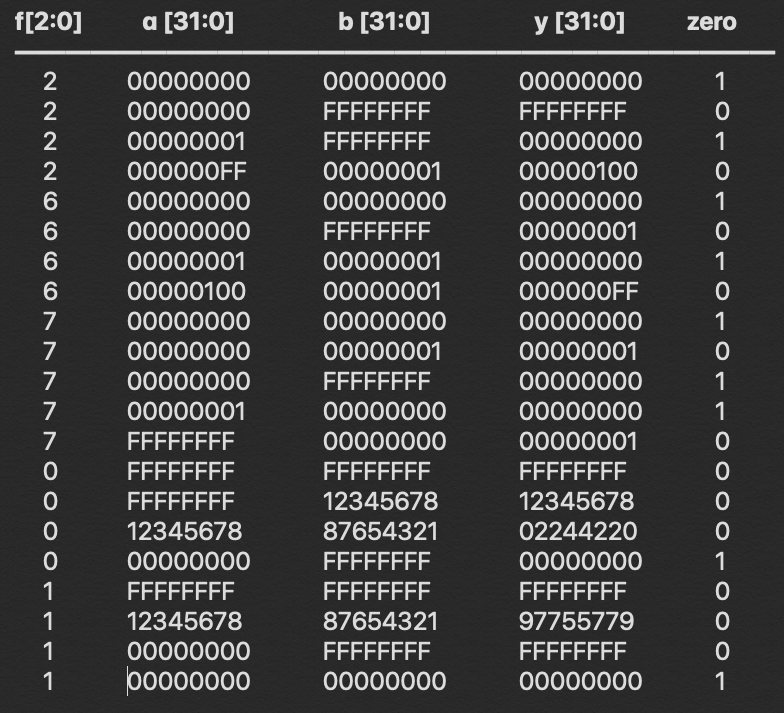 f[2:0] a [31:0] b [31:0] y [31:0] zero
2 00000000 00000000 00000000 1
2 00000000 FFFFFFFF FFFFFFFF 0
2 00000001 FFFFFFFF 00000000 1
2 000000FF 00000001 00000100 0
6 00000000 00000000 00000000 1
6 00000000 FFFFFFFF 00000001 0
6 00000001 00000001 00000000 1
6 00000100 00000001 000000FF 0
7 00000000 00000000 00000000 1
7 00000000 00000001 00000001 0
7 00000000 FFFFFFFF 00000000 1
7 00000001 00000000 00000000 1
7 FFFFFFFF 00000000 00000001 0
0 FFFFFFFF FFFFFFFF FFFFFFFF 0
0 FFFFFFFF 12345678 12345678 0
0 12345678 87654321 02244220 0
0 00000000 FFFFFFFF 00000000 1
1 FFFFFFFF FFFFFFFF FFFFFFFF 0
1 12345678 87654321 97755779 0
1 00000000 FFFFFFFF FFFFFFFF 0
1 00000000 00000000 00000000 1